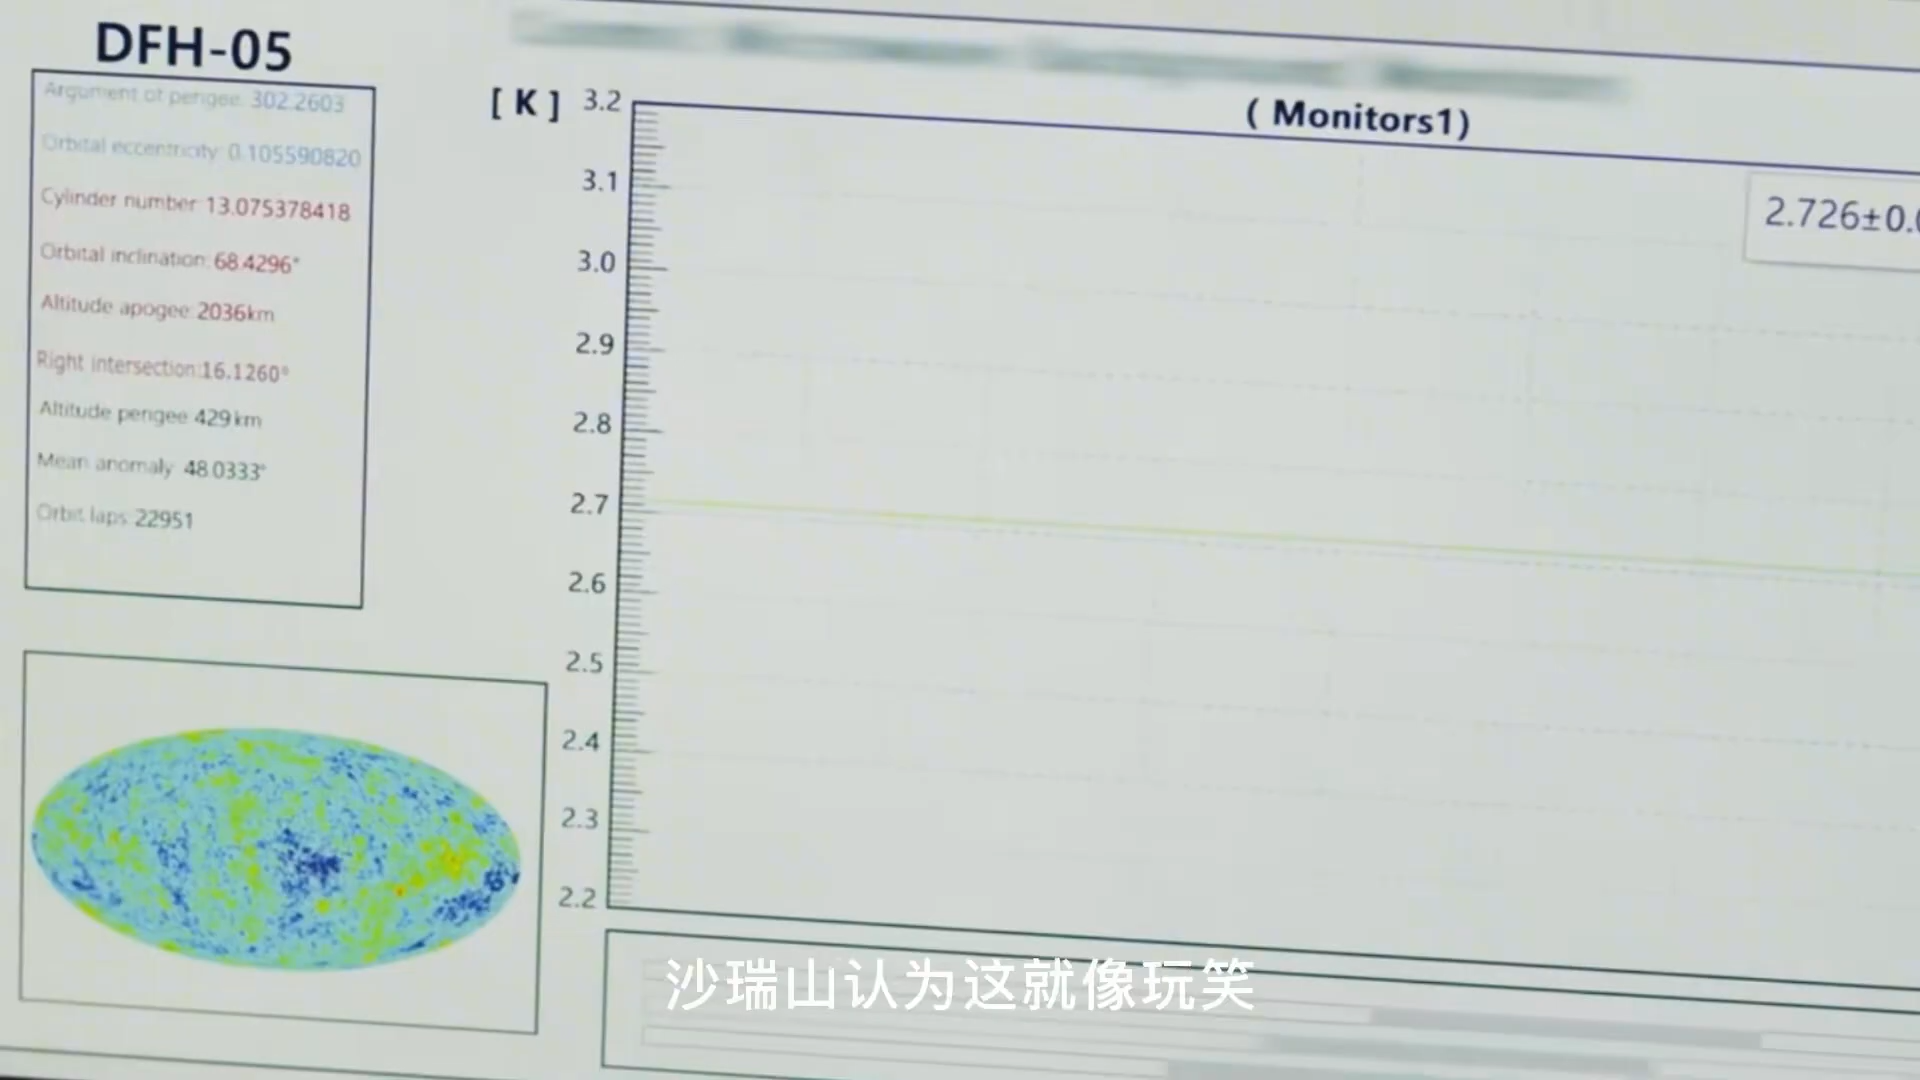 DFH-05
Argument of perigee: 302.2603
Orbital eccentricity: 0.105590820
Cylinder number: 13.075378418
Orbital inclination: 68.4296°
Altitude apogee: 2036km
Right intersection:16.1260°
Altitude perigee 429km
Mean anomaly: 48.0333°
Orbit laps: 22951
[ K ]
( Monitors1)
2.726±0.
3.2
3.1
3.0
2.9
2.8
2.7
2.6
2.5
2.4
2.3
2.2
沙瑞山认为这就像玩笑